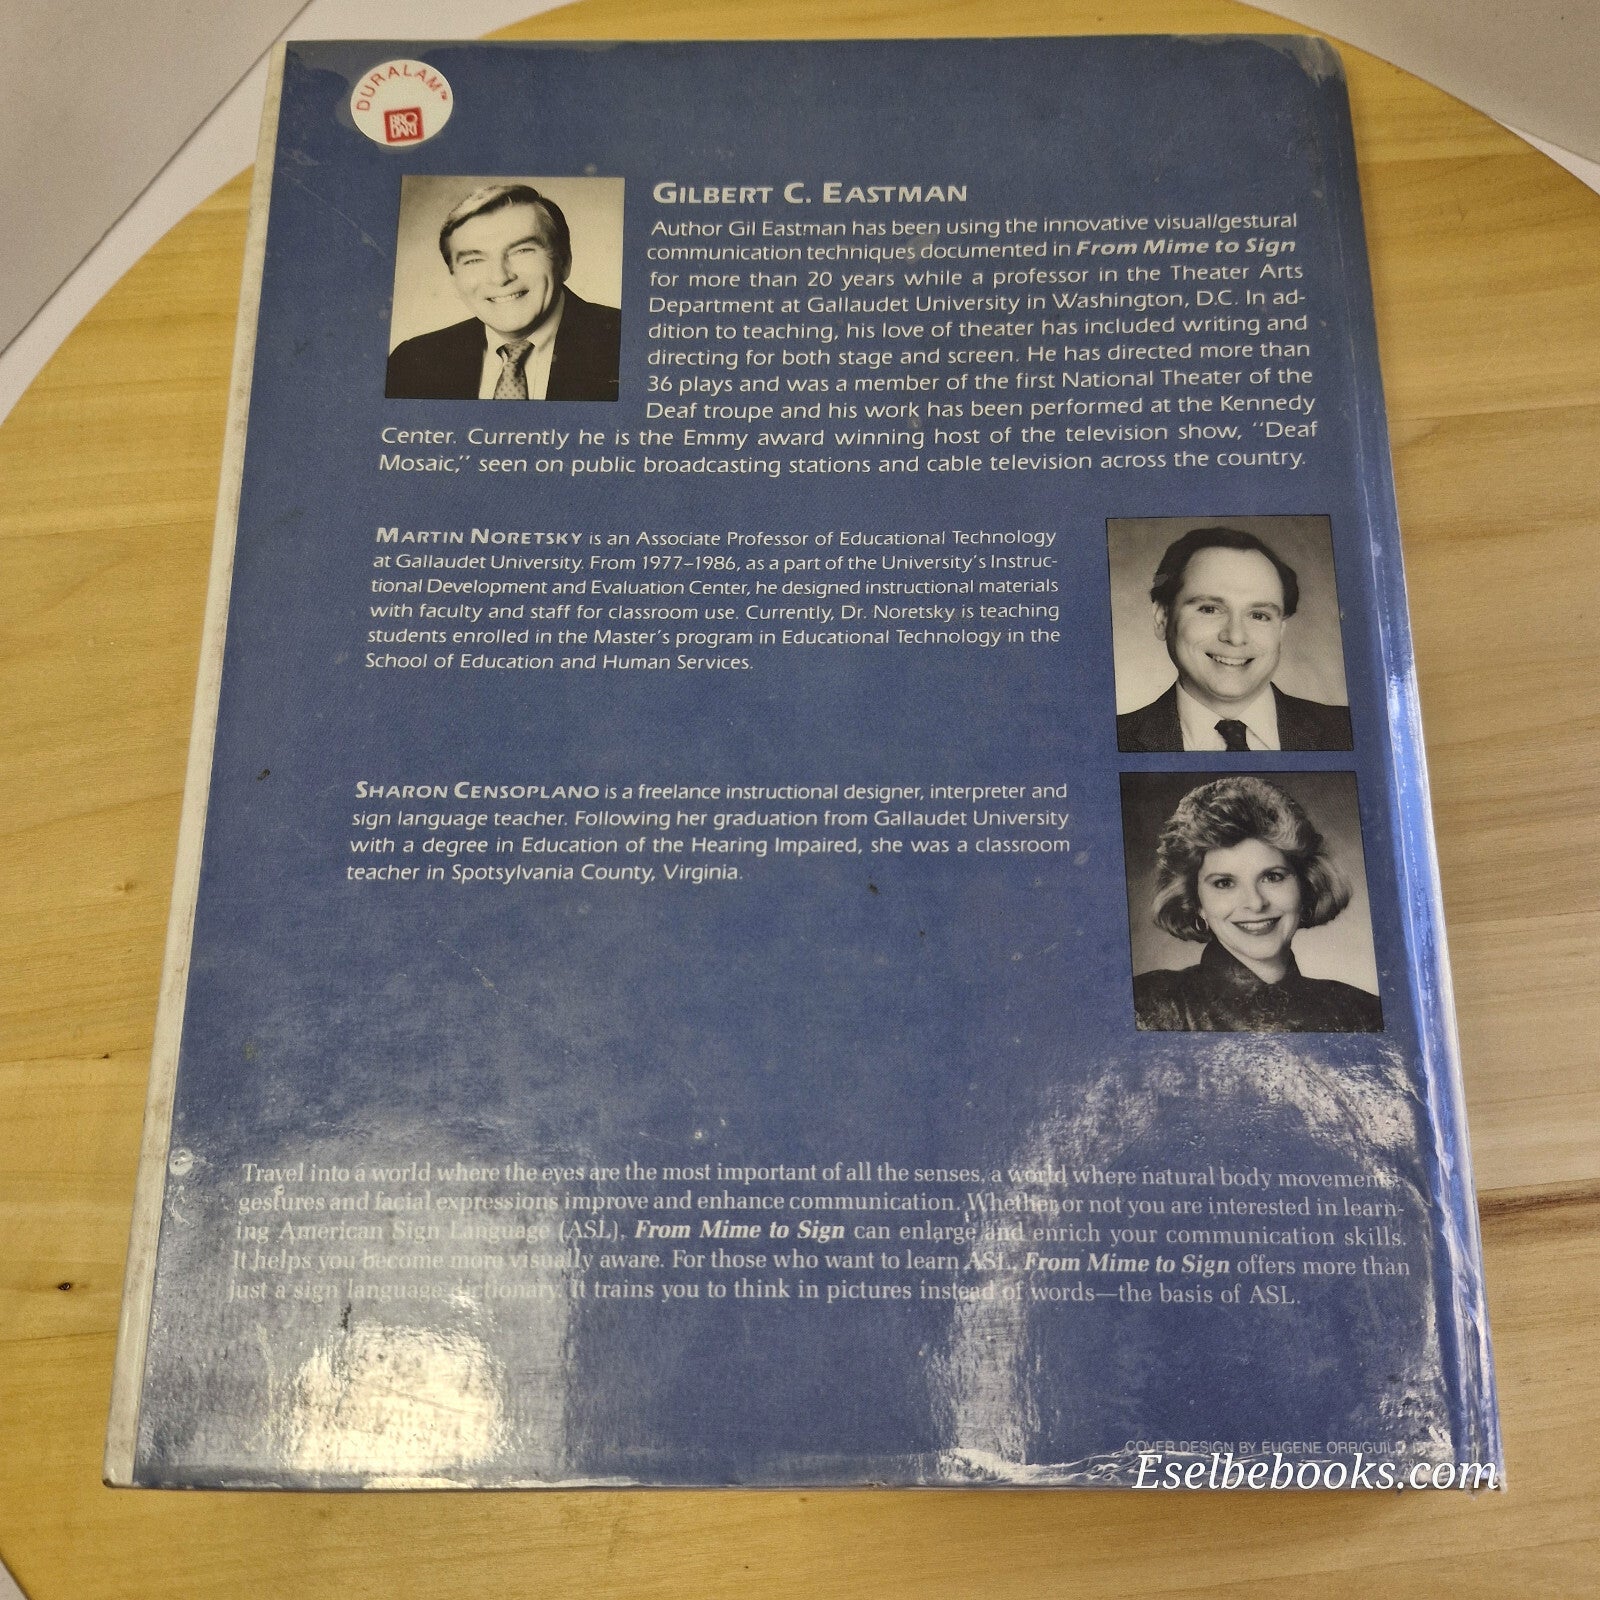 DURALAM™
BRO
DART
GILBERT C. EASTMAN
Author Gil Eastman has been using the innovative visual/gestural
communication techniques documented in From Mime to Sign
for more than 20 years while a professor in the Theater Arts
Department at Gallaudet University in Washington, D.C. In ad-
dition to teaching, his love of theater has included writing and
directing for both stage and screen. He has directed more than
36 plays and was a member of the first National Theater of the
Deaf troupe and his work has been performed at the Kennedy
Center. Currently he is the Emmy award winning host of the television show, "Deaf
Mosaic," seen on public broadcasting stations and cable television across the country.
MARTIN NORETSKY is an Associate Professor of Educational Technology
at Gallaudet University. From 1977-1986, as a part of the University's Instruc-
tional Development and Evaluation Center, he designed instructional materials
with faculty and staff for classroom use. Currently, Dr. Noretsky is teaching
students enrolled in the Master's program in Educational Technology in the
School of Education and Human Services.
SHARON CENSOPLANO is a freelance instructional designer, interpreter and
sign language teacher. Following her graduation from Gallaudet University
with a degree in Education of the Hearing Impaired, she was a classroom
teacher in Spotsylvania County, Virginia.
Travel into a world where the eyes are the most important of all the senses, a world where natural body movements,
gestures and facial expressions improve and enhance communication. Whether or not you are interested in learn-
ing American Sign Language (ASL), From Mime to Sign can enlarge and enrich your communication skills.
It helps you become more visually aware. For those who want to learn ASL, From Mime to Sign offers more than
just a sign language dictionary. It trains you to think in pictures instead of words—the basis of ASL.
COVER DESIGN BY EUGENE ORR/GUILD
Eselbebooks.com